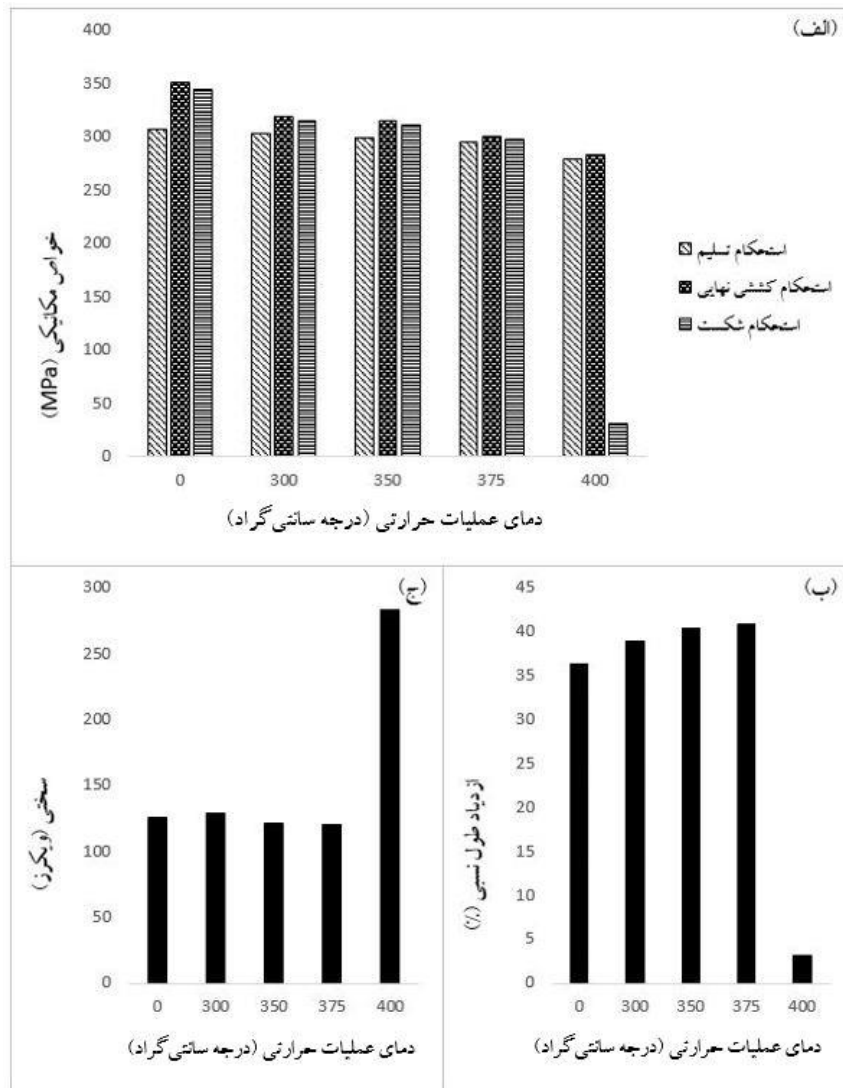 (الف)
400
350
300
250
200
150
100
50
0
خواص مکانیکی (MPa)
0 300 350 375 400
دمای عملیات حرارتی (درجه سانتی‌گراد)
استحکام تسلیم
استحکام کششی نهایی
استحکام شکست
(ب)
45
40
35
30
25
20
15
10
5
0
ازدیاد طول نسبی (٪)
0 300 350 375 400
دمای عملیات حرارتی (درجه سانتی‌گراد)
(ج)
300
250
200
150
100
50
0
سختی (ویکرز)
0 300 350 375 400
دمای عملیات حرارتی (درجه سانتی‌گراد)